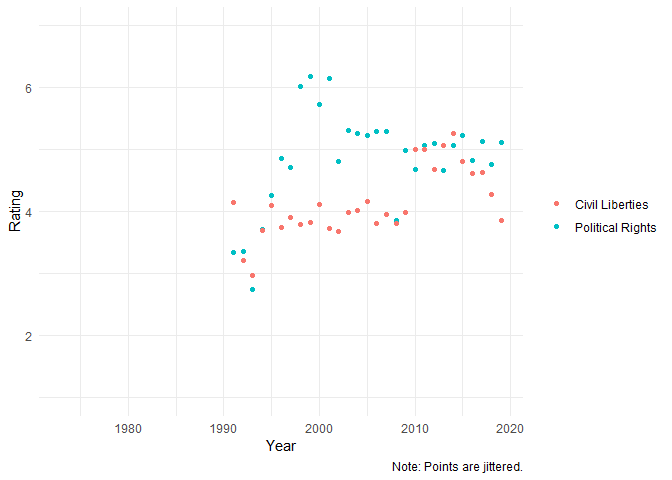 Rating
6
4
2
1980
1990
2000
2010
2020
Year
Civil Liberties
Political Rights
Note: Points are jittered.